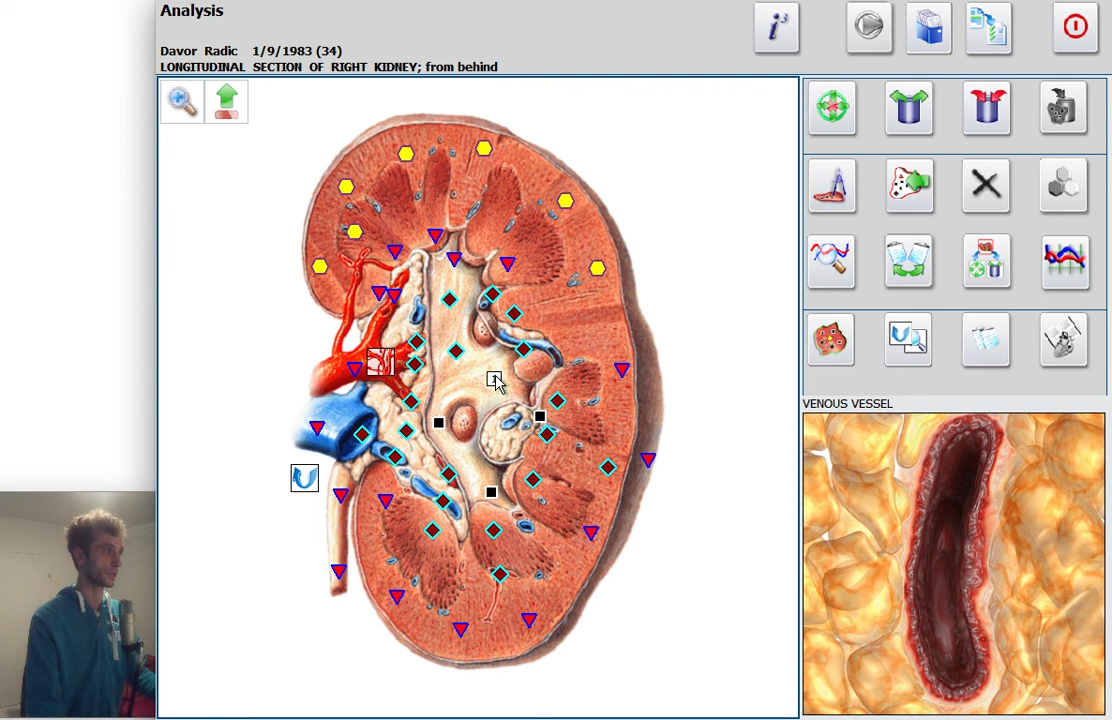 Analysis
Davor Radic 1/9/1983 (34)
LONGITUDINAL SECTION OF RIGHT KIDNEY; from behind
VENOUS VESSEL